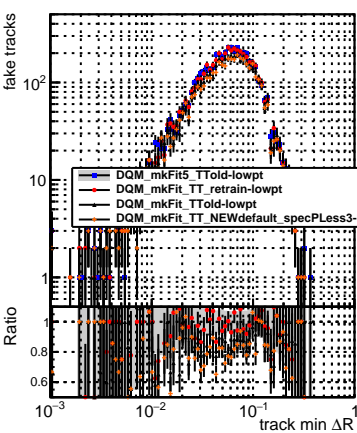 fake tracks
10²
10
1
DQM_mkFit5_TTold-lowpt
DQM_mkFit_TT_retrain-lowpt
DQM_mkFit_TTold-lowpt
DQM_mkFit_TT_NEWdefault_specPLess3-
Ratio
1
0.8
0.6
10⁻³ 10⁻² 10⁻¹ 1
track min ΔR